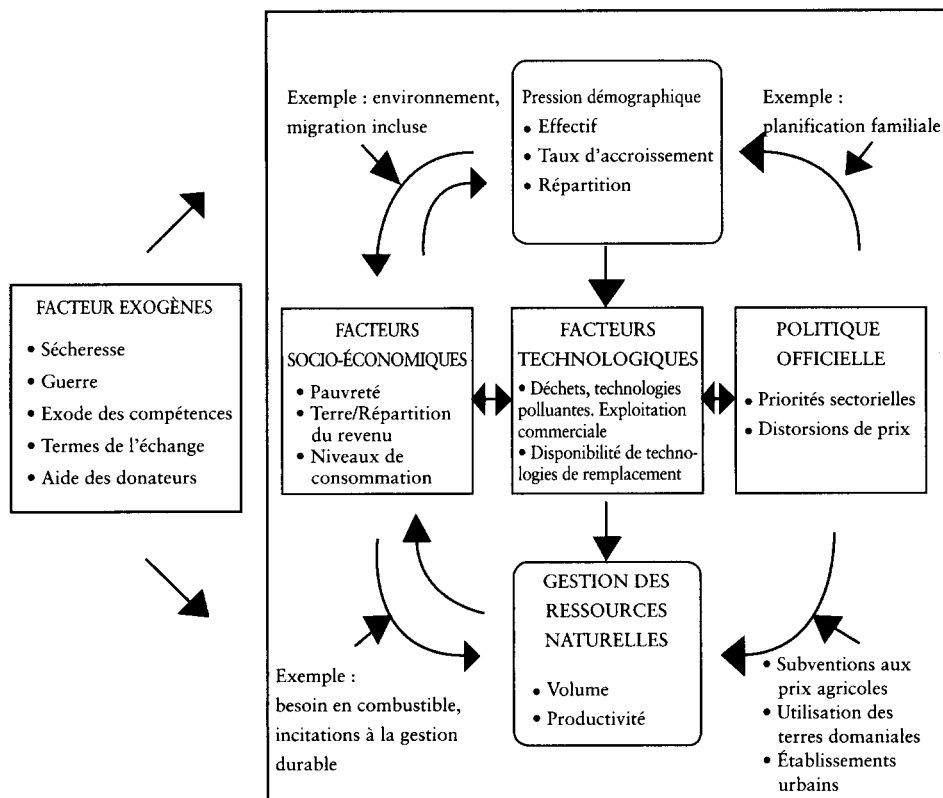 Exemple : environnement,
migration incluse
Pression démographique
• Effectif
• Taux d'accroissement
• Répartition
Exemple :
planification familiale
FACTEUR EXOGÈNES
• Sécheresse
• Guerre
• Exode des compétences
• Termes de l'échange
• Aide des donateurs
FACTEURS
SOCIO-ÉCONOMIQUES
• Pauvreté
• Terre/Répartition
du revenu
• Niveaux de
consommation
FACTEURS
TECHNOLOGIQUES
• Déchets, technologies
polluantes. Exploitation
commerciale
• Disponibilité de techno-
logies de remplacement
POLITIQUE
OFFICIELLE
• Priorités sectorielles
• Distorsions de prix
Exemple :
besoin en combustible,
incitations à la gestion
durable
GESTION DES
RESSOURCES
NATURELLES
• Volume
• Productivité
• Subventions aux
prix agricoles
• Utilisation des
terres domaniales
• Établissements
urbains